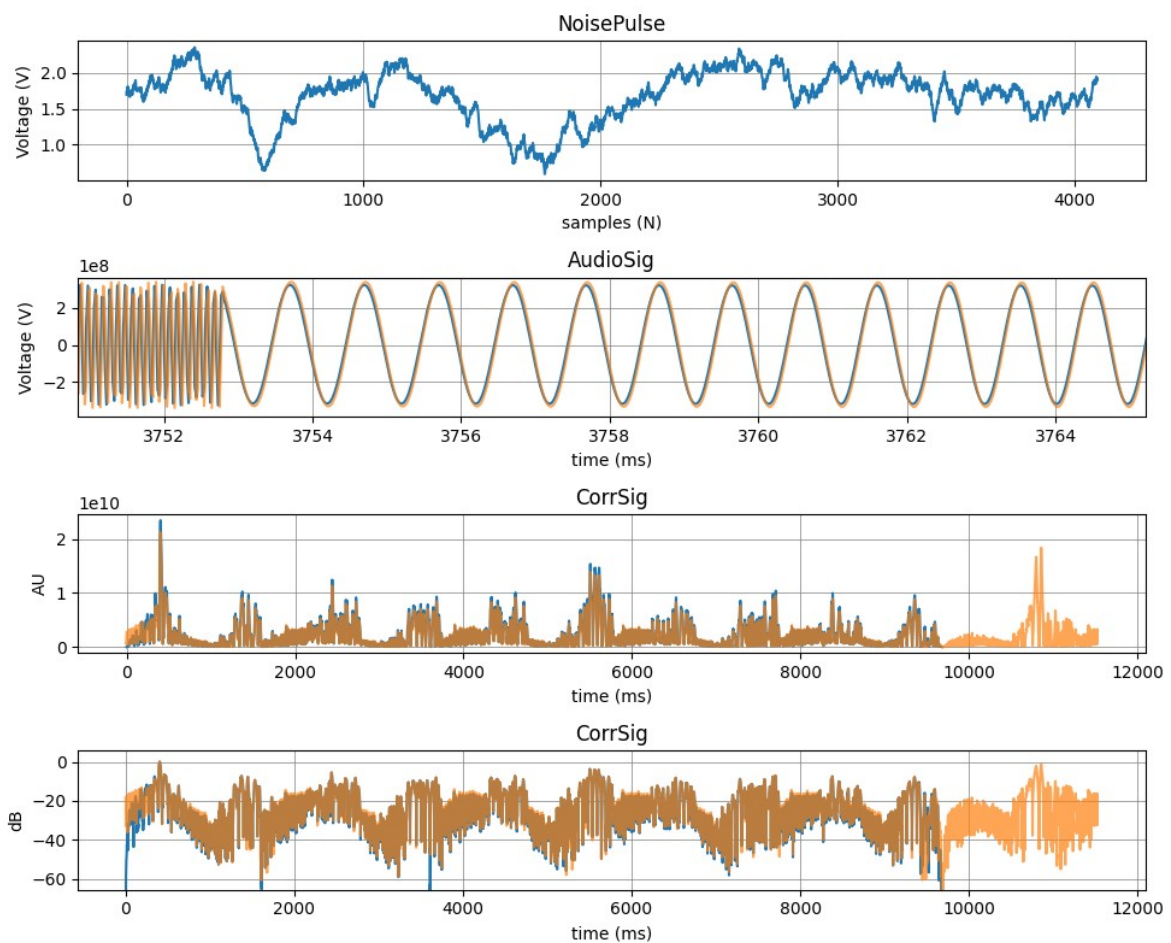 NoisePulse
Voltage (V)
2.0
1.5
1.0
0 1000 2000 3000 4000
samples (N)
1e8 AudioSig
Voltage (V)
2
0
−2
3752 3754 3756 3758 3760 3762 3764
time (ms)
1e10 CorrSig
AU
2
1
0
0 2000 4000 6000 8000 10000 12000
time (ms)
CorrSig
dB
0
−20
−40
−60
0 2000 4000 6000 8000 10000 12000
time (ms)